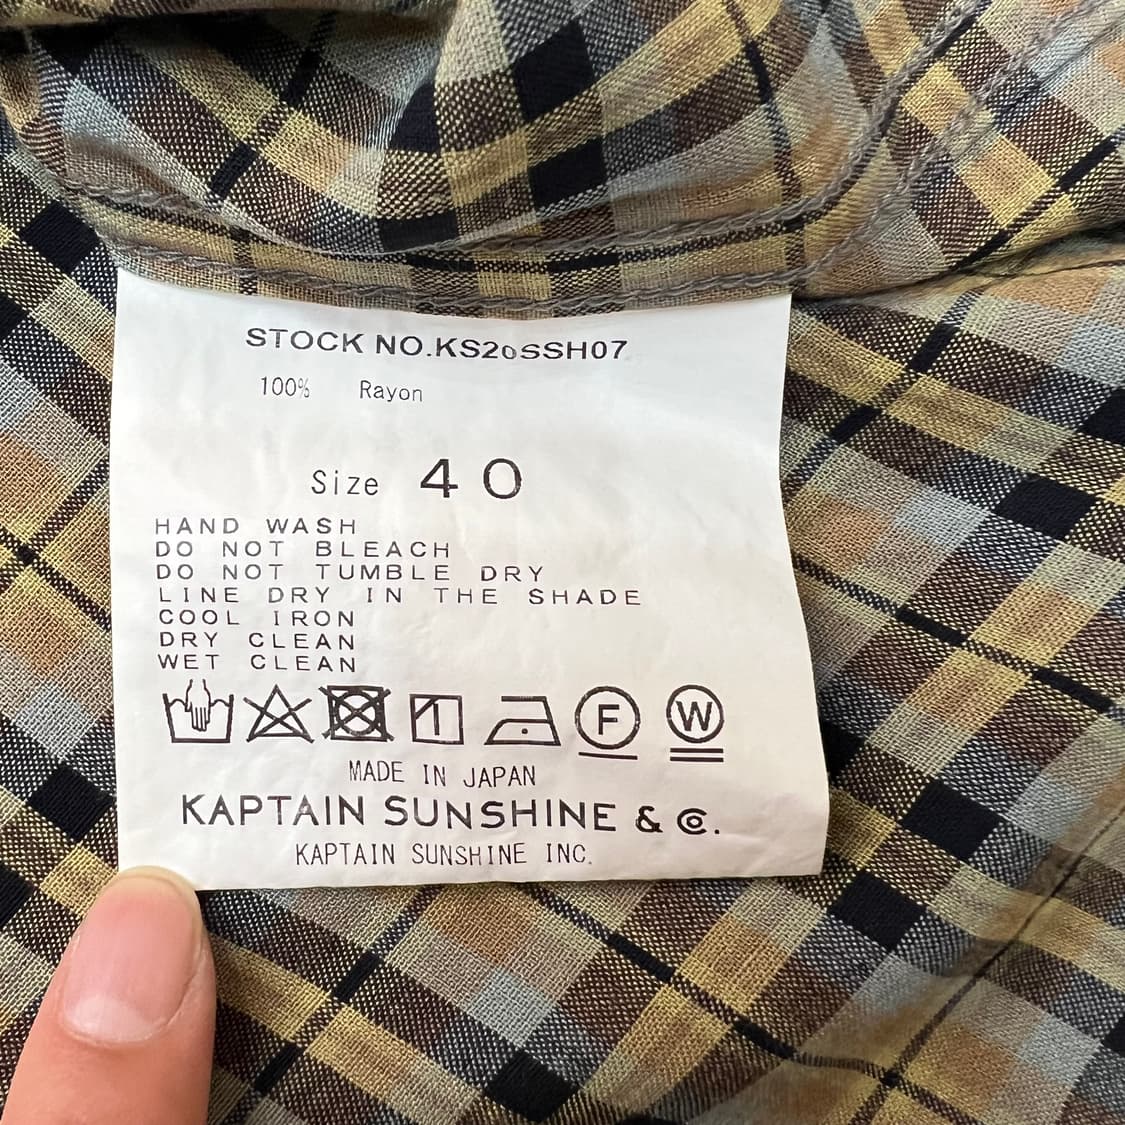 STOCK NO.KS20SSH07
100% Rayon
Size 40
HAND WASH
DO NOT BLEACH
DO NOT TUMBLE DRY
LINE DRY IN THE SHADE
COOL IRON
DRY CLEAN
WET CLEAN
F W
MADE IN JAPAN
KAPTAIN SUNSHINE & Co.
KAPTAIN SUNSHINE INC.